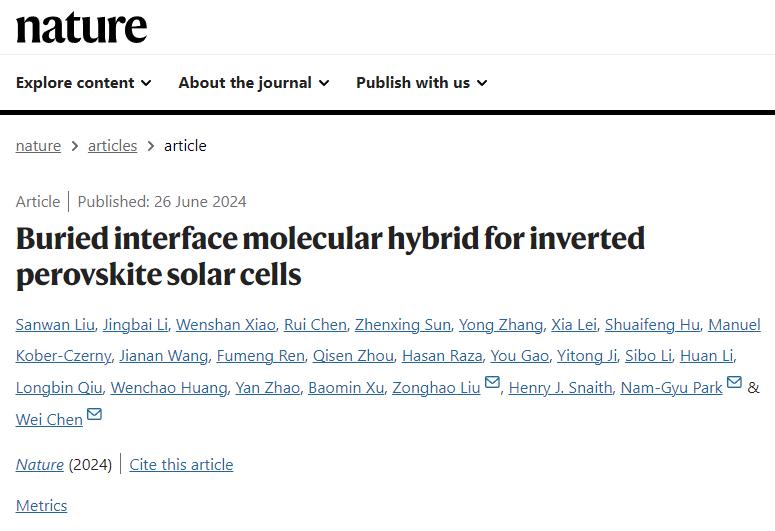 nature
Explore content About the journal Publish with us
nature > articles > article
Article | Published: 26 June 2024
Buried interface molecular hybrid for inverted
perovskite solar cells
Sanwan Liu, Jingbai Li, Wenshan Xiao, Rui Chen, Zhenxing Sun, Yong Zhang, Xia Lei, Shuaifeng Hu, Manuel
Kober-Czerny, Jianan Wang, Fumeng Ren, Qisen Zhou, Hasan Raza, You Gao, Yitong Ji, Sibo Li, Huan Li,
Longbin Qiu, Wenchao Huang, Yan Zhao, Baomin Xu, Zonghao Liu, Henry J. Snaith, Nam-Gyu Park &
Wei Chen
Nature (2024) | Cite this article
Metrics